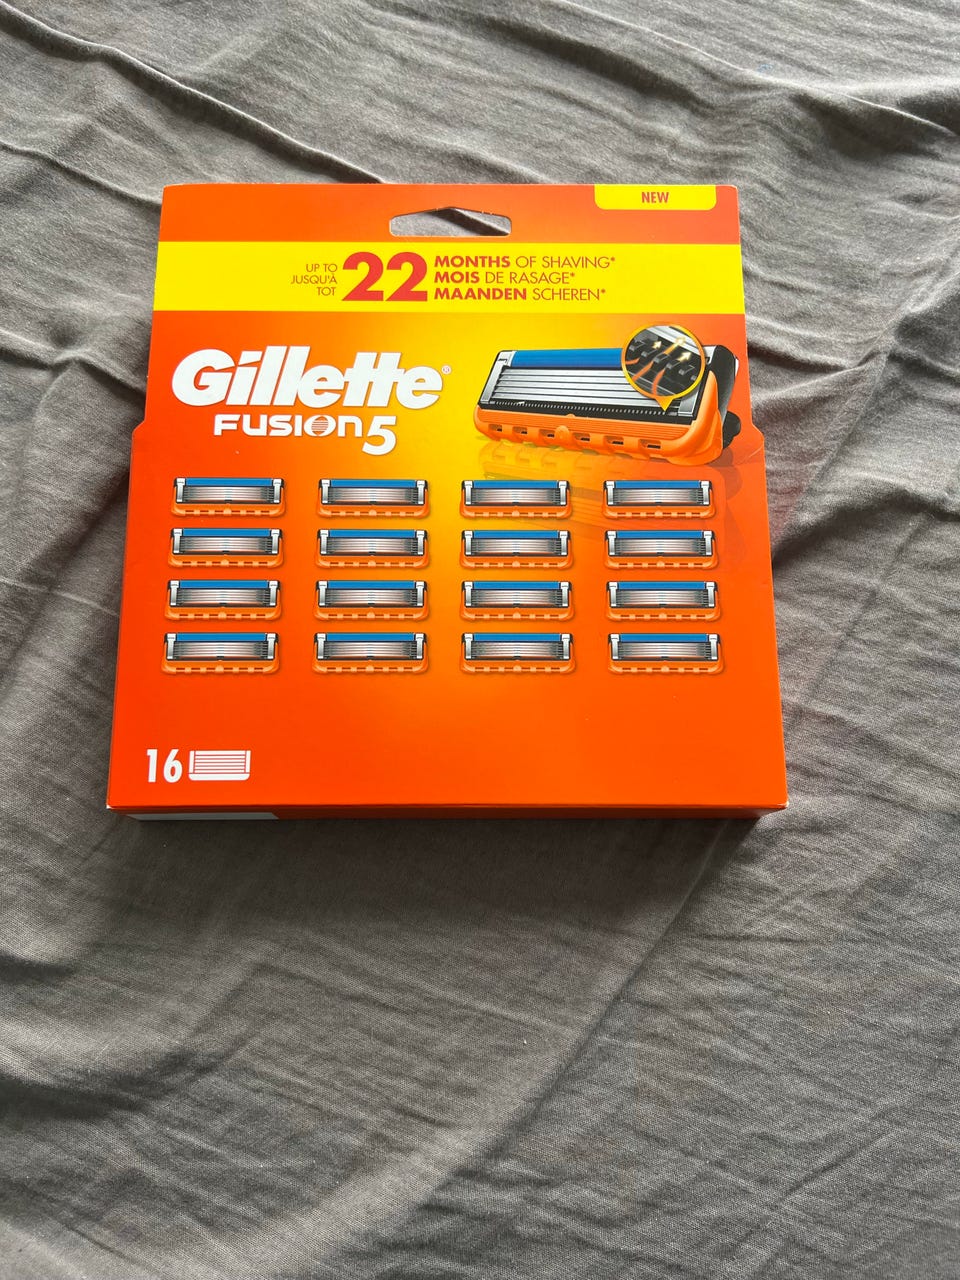 NEW
UP TO
JUSQU'À
TOT
22
MONTHS OF SHAVING*
MOIS DE RASAGE*
MAANDEN SCHEREN*
Gillette®
FUSION5
16